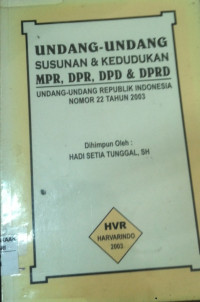 UNDANG-UNDANG
SUSUNAN & KEDUDUKAN
MPR, DPR, DPD & DPRD
UNDANG-UNDANG REPUBLIK INDONESIA
NOMOR 22 TAHUN 2003
Dihimpun Oleh :
HADI SETIA TUNGGAL, SH
HVR
HARVARINDO
2003